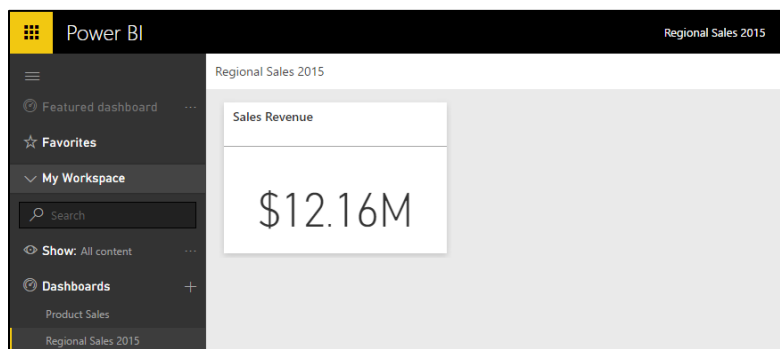 Power BI
Regional Sales 2015
Regional Sales 2015
Featured dashboard ...
Favorites
My Workspace
Search
Show: All content ...
Dashboards +
Product Sales
Regional Sales 2015
Sales Revenue
$12.16M